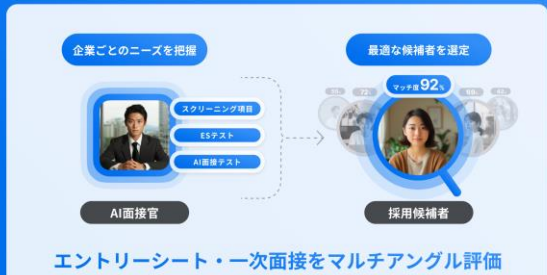 企業ごとのニーズを把握
最適な候補者を選定
スクリーニング項目
ESテスト
AI面接テスト
マッチ度92%
72
AI面接官
採用候補者
エントリーシート・一次面接をマルチアングル評価